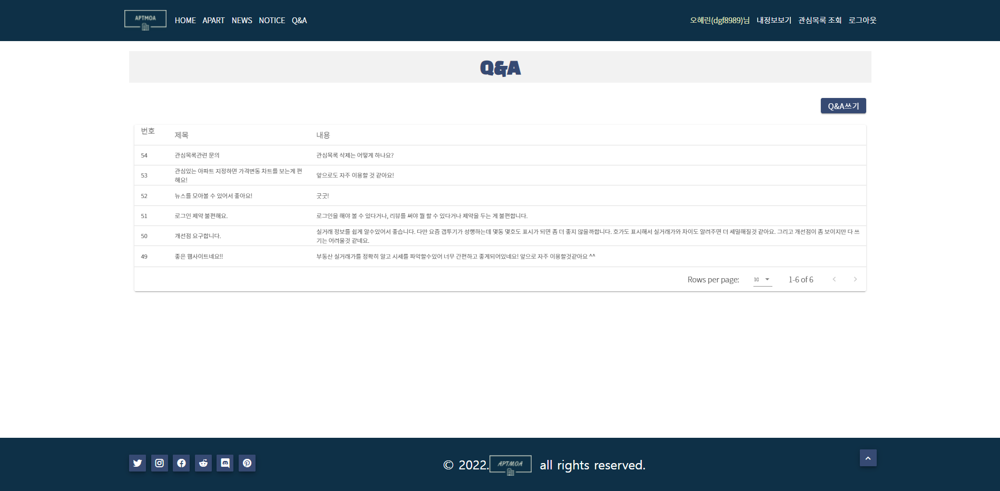 APTMOA HOME APART NEWS NOTICE Q&A 오혜린(dgf8989)님 내정보보기 관심목록 조회 로그아웃
Q&A
Q&A쓰기
번호 제목 내용
54 관심목록관련 문의 관심목록 삭제는 어떻게 하나요?
53 관심있는 아파트 지정하면 가격변동 차트를 보는게 편
해요! 앞으로도 자주 이용할 것 같아요!
52 뉴스를 모아볼 수 있어서 좋아요! 굿굿!
51 로그인 제약 불편해요. 로그인을 해야 볼 수 있다거나, 리뷰를 써야 뭘 할 수 있다거나 제약을 두는 게 불편합니다.
50 개선점 요구합니다. 실거래 정보를 쉽게 알수있어서 좋습니다. 다만 요즘 갭투기가 성행하는데 몇동 몇호도 표시가 되면 좀 더 좋지 않을까합니다. 호가도 표시해서 실거래가와 차이도 알려주면 더 세밀해질것 같아요. 그리고 개선점이 좀 보이지만 다 쓰
기는 어려울것 같네요.
49 좋은 웹사이트네요!! 부동산 실거래가를 정확히 알고 시세를 파악할수있어 너무 간편하고 좋게되어있네요! 앞으로 자주 이용할것같아요 ^^
Rows per page: 10 1-6 of 6
© 2022. APTMOA all rights reserved.